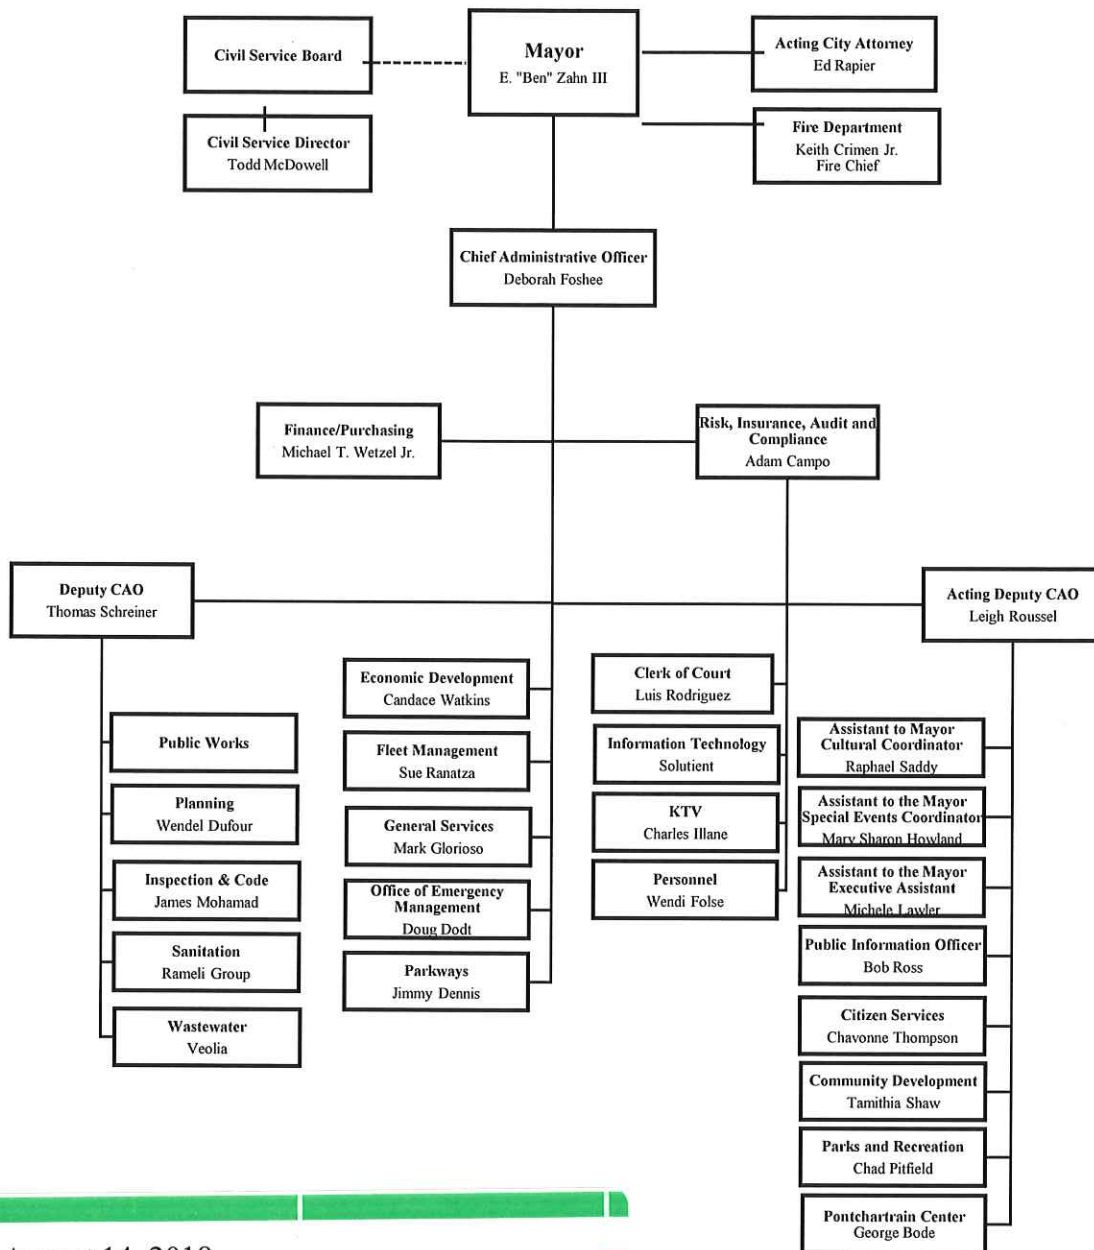 Civil Service Board
Mayor
E. "Ben" Zahn III
Acting City Attorney
Ed Rapier
Civil Service Director
Todd McDowell
Fire Department
Keith Crimen Jr.
Fire Chief
Chief Administrative Officer
Deborah Foshee
Finance/Purchasing
Michael T. Wetzel Jr.
Risk, Insurance, Audit and
Compliance
Adam Campo
Deputy CAO
Thomas Schreiner
Acting Deputy CAO
Leigh Roussel
Public Works
Planning
Wendel Dufour
Inspection & Code
James Mohamad
Sanitation
Rameli Group
Wastewater
Veolia
Economic Development
Candace Watkins
Fleet Management
Sue Ranatza
General Services
Mark Glorioso
Office of Emergency
Management
Doug Dodt
Parkways
Jimmy Dennis
Clerk of Court
Luis Rodriguez
Information Technology
Solutient
KTV
Charles Illane
Personnel
Wendi Folse
Assistant to Mayor
Cultural Coordinator
Raphael Saddy
Assistant to the Mayor
Special Events Coordinator
Mary Sharon Howland
Assistant to the Mayor
Executive Assistant
Michele Lawler
Public Information Officer
Bob Ross
Citizen Services
Chavonne Thompson
Community Development
Tamithia Shaw
Parks and Recreation
Chad Pitfield
Pontchartrain Center
George Bode
14, 2019